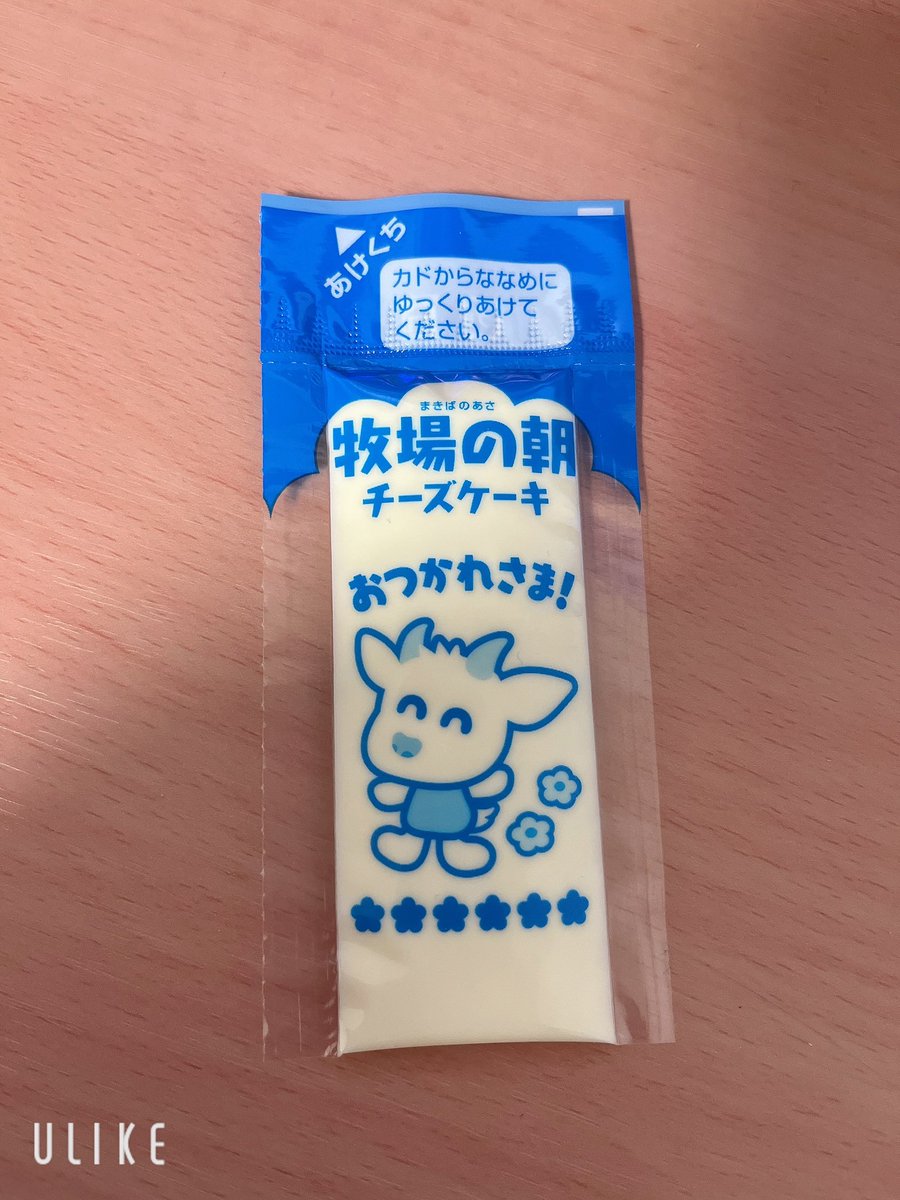 あけくち
カドからななめに
ゆっくりあけて
ください。
まきばのあさ
牧場の朝
チーズケーキ
おつかれさま!
ULIKE